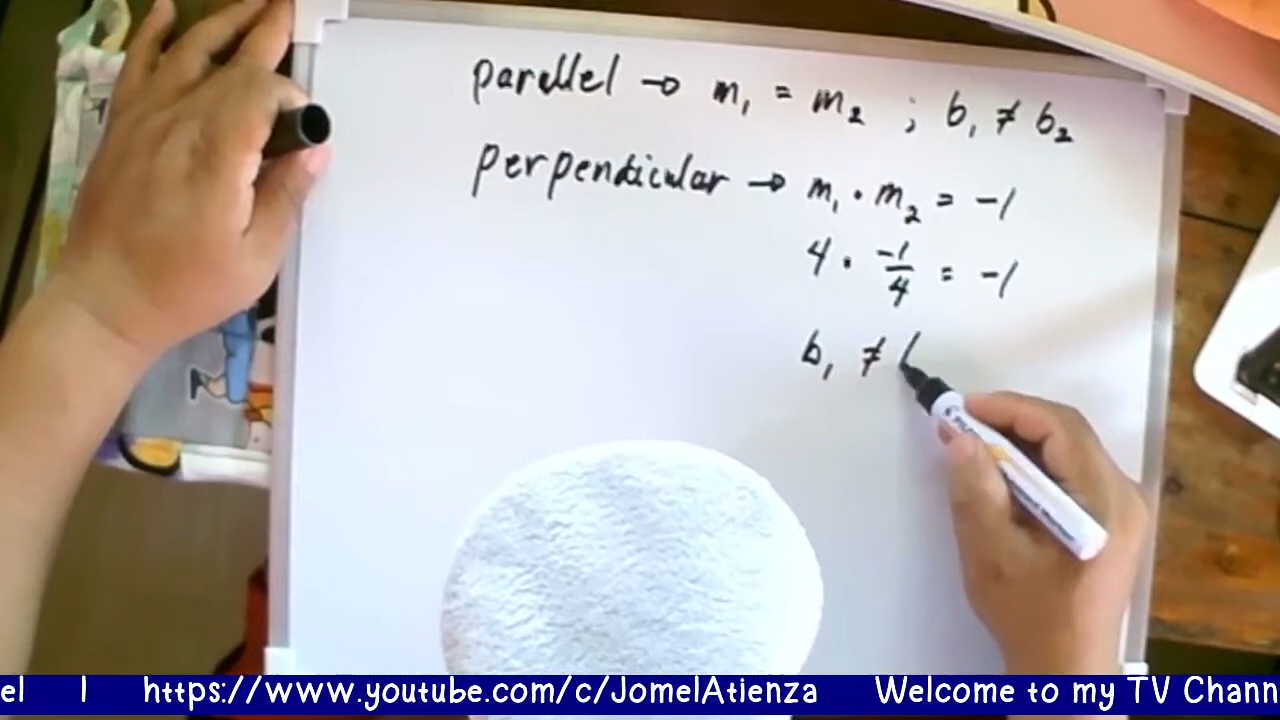 parallel → m₁ = m₂ ; b₁ ≠ b₂
perpendicular → m₁ · m₂ = -1
4 · -1/4 = -1
b₁ ≠
el | https://www.youtube.com/c/JomelAtienza Welcome to my TV Chann